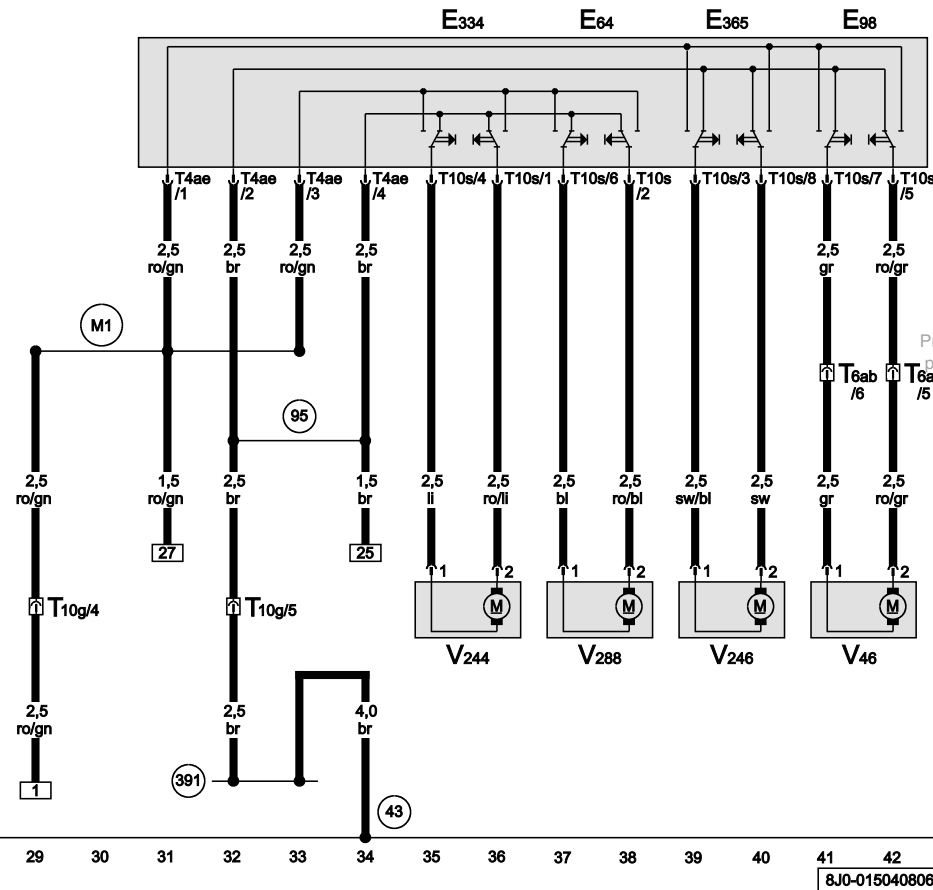 E334 E64 E365 E98
T4ae/1 T4ae/2 T4ae/3 T4ae/4 T10s/4 T10s/1 T10s/6 T10s/2 T10s/3 T10s/8 T10s/7 T10s/5
2,5 2,5 2,5 2,5 2,5 2,5
ro/gn br ro/gn br gr ro/gr
M1
T6ab/6
95
2,5 1,5 2,5 1,5 2,5 2,5 2,5 2,5 2,5 2,5 2,5 2,5
ro/gn ro/gn br br li ro/li bl ro/bl sw/bl sw gr ro/gr
27 25
1 2 1 2 1 2 1 2
T10g/4 T10g/5 M M M M
V244 V288 V246 V46
2,5 2,5 4,0
ro/gn br br
391
1
43
29 30 31 32 33 34 35 36 37 38 39 40 41 42
8J0-015040806